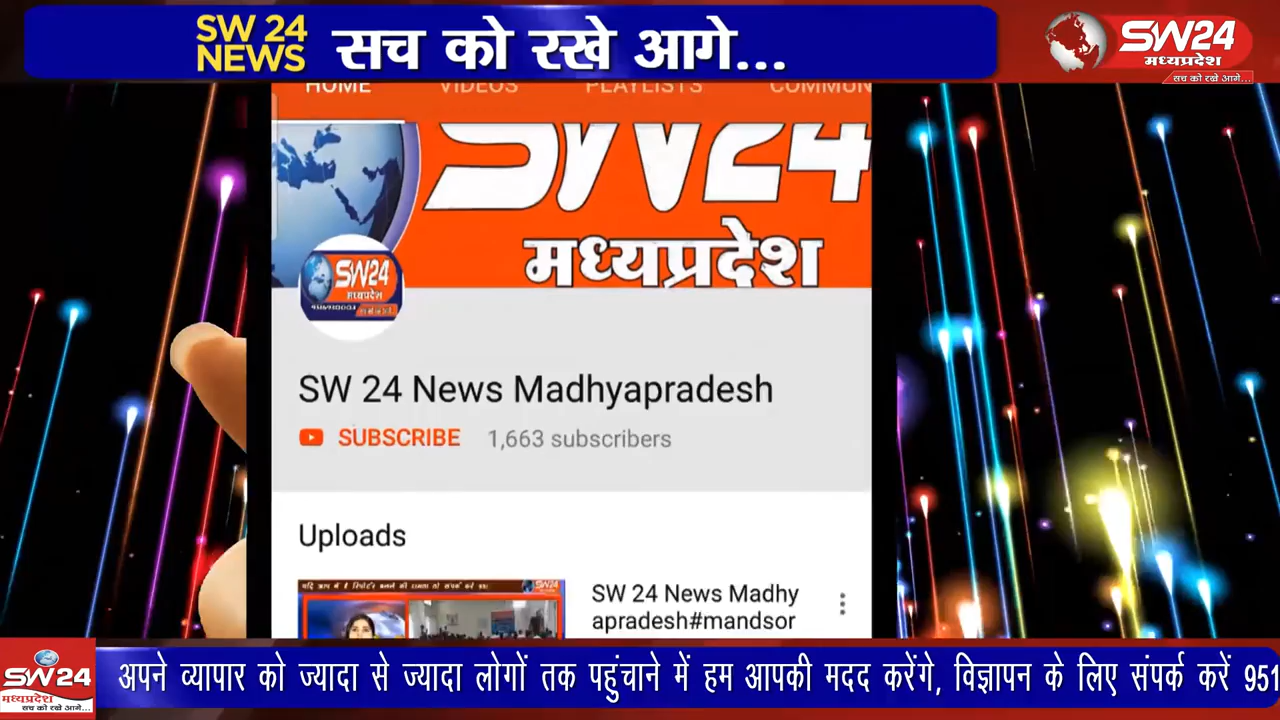 SW 24
NEWS
सच को रखे आगे...
SW24
मध्यप्रदेश
सच को रखे आगे...
HOME VIDEOS PLAYLISTS COMMUN
SW24
मध्यप्रदेश
SW24
मध्यप्रदेश
SW 24 News Madhyapradesh
SUBSCRIBE 1,663 subscribers
Uploads
SW 24 News Madhy
apradesh#mandsor
SW24
मध्यप्रदेश
सच को रखे आगे...
अपने व्यापार को ज्यादा से ज्यादा लोगों तक पहुंचाने में हम आपकी मदद करेंगे, विज्ञापन के लिए संपर्क करें 951